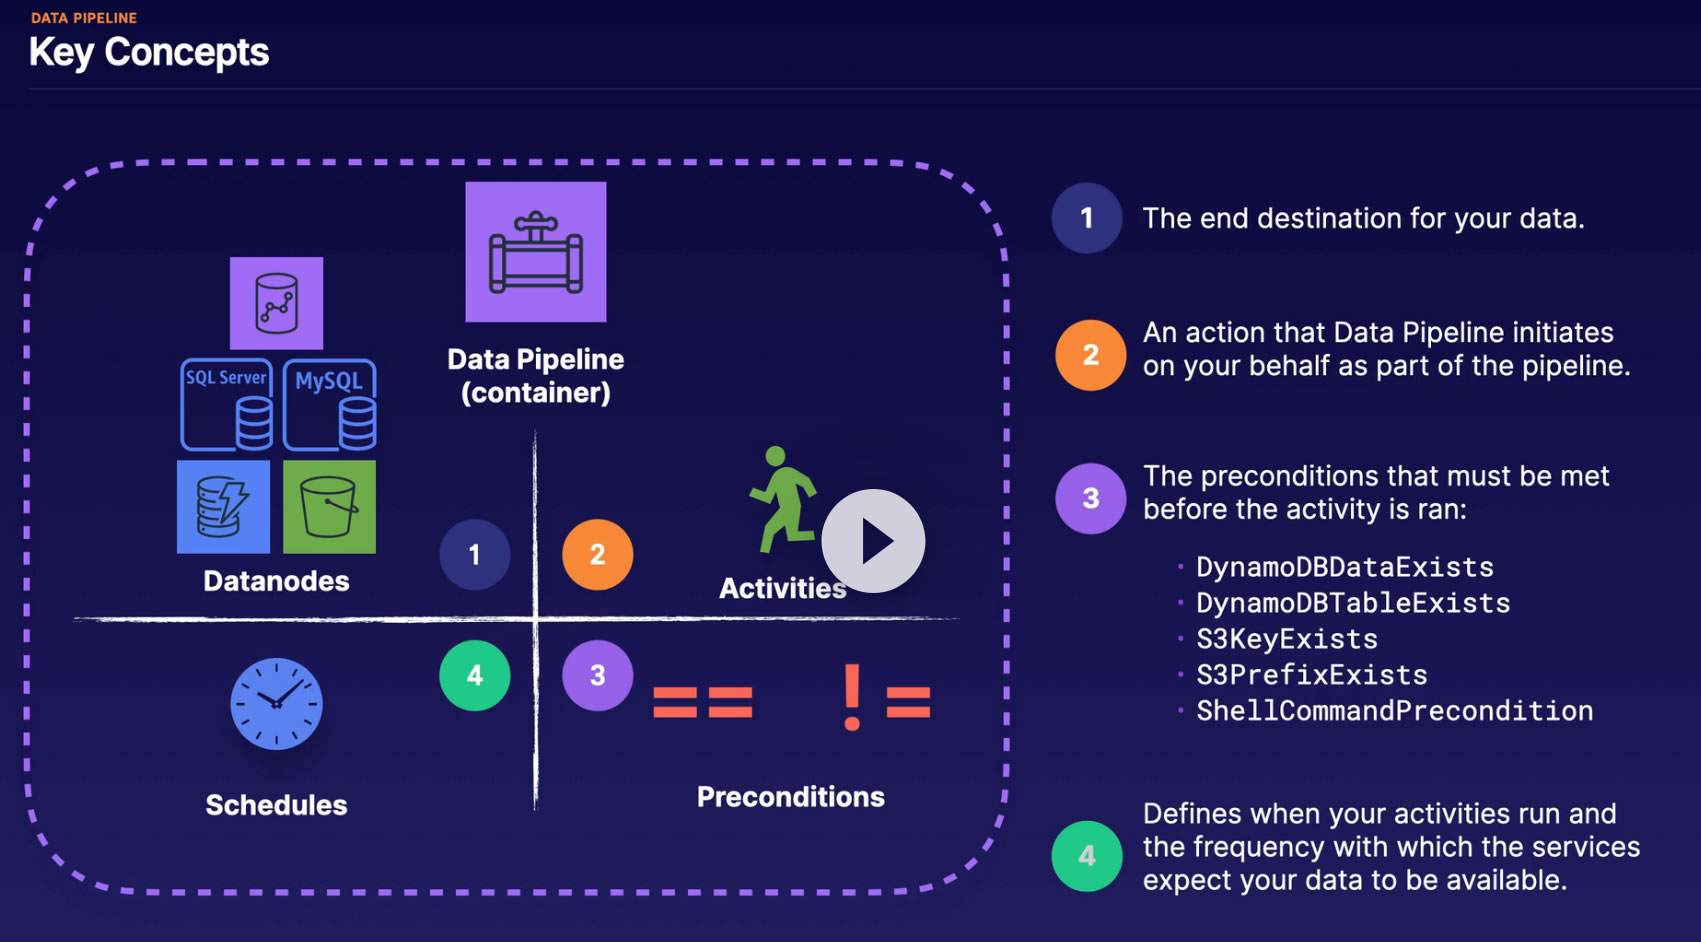 DATA PIPELINE
Key Concepts
Data Pipeline
(container)
SQL Server
MySQL
Datanodes
1
2
Activities
4
3
== !=
Schedules
Preconditions
1
The end destination for your data.
2
An action that Data Pipeline initiates
on your behalf as part of the pipeline.
3
The preconditions that must be met
before the activity is ran:
· DynamoDBDataExists
· DynamoDBTableExists
· S3KeyExists
· S3PrefixExists
· ShellCommandPrecondition
4
Defines when your activities run and
the frequency with which the services
expect your data to be available.